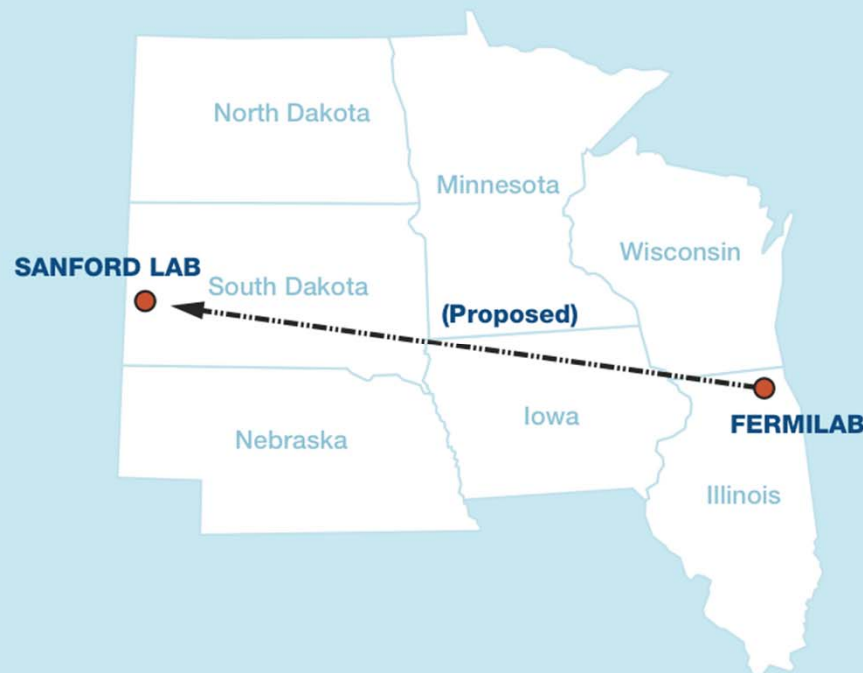 North Dakota
Minnesota
Wisconsin
SANFORD LAB
South Dakota
(Proposed)
FERMILAB
Iowa
Nebraska
Illinois